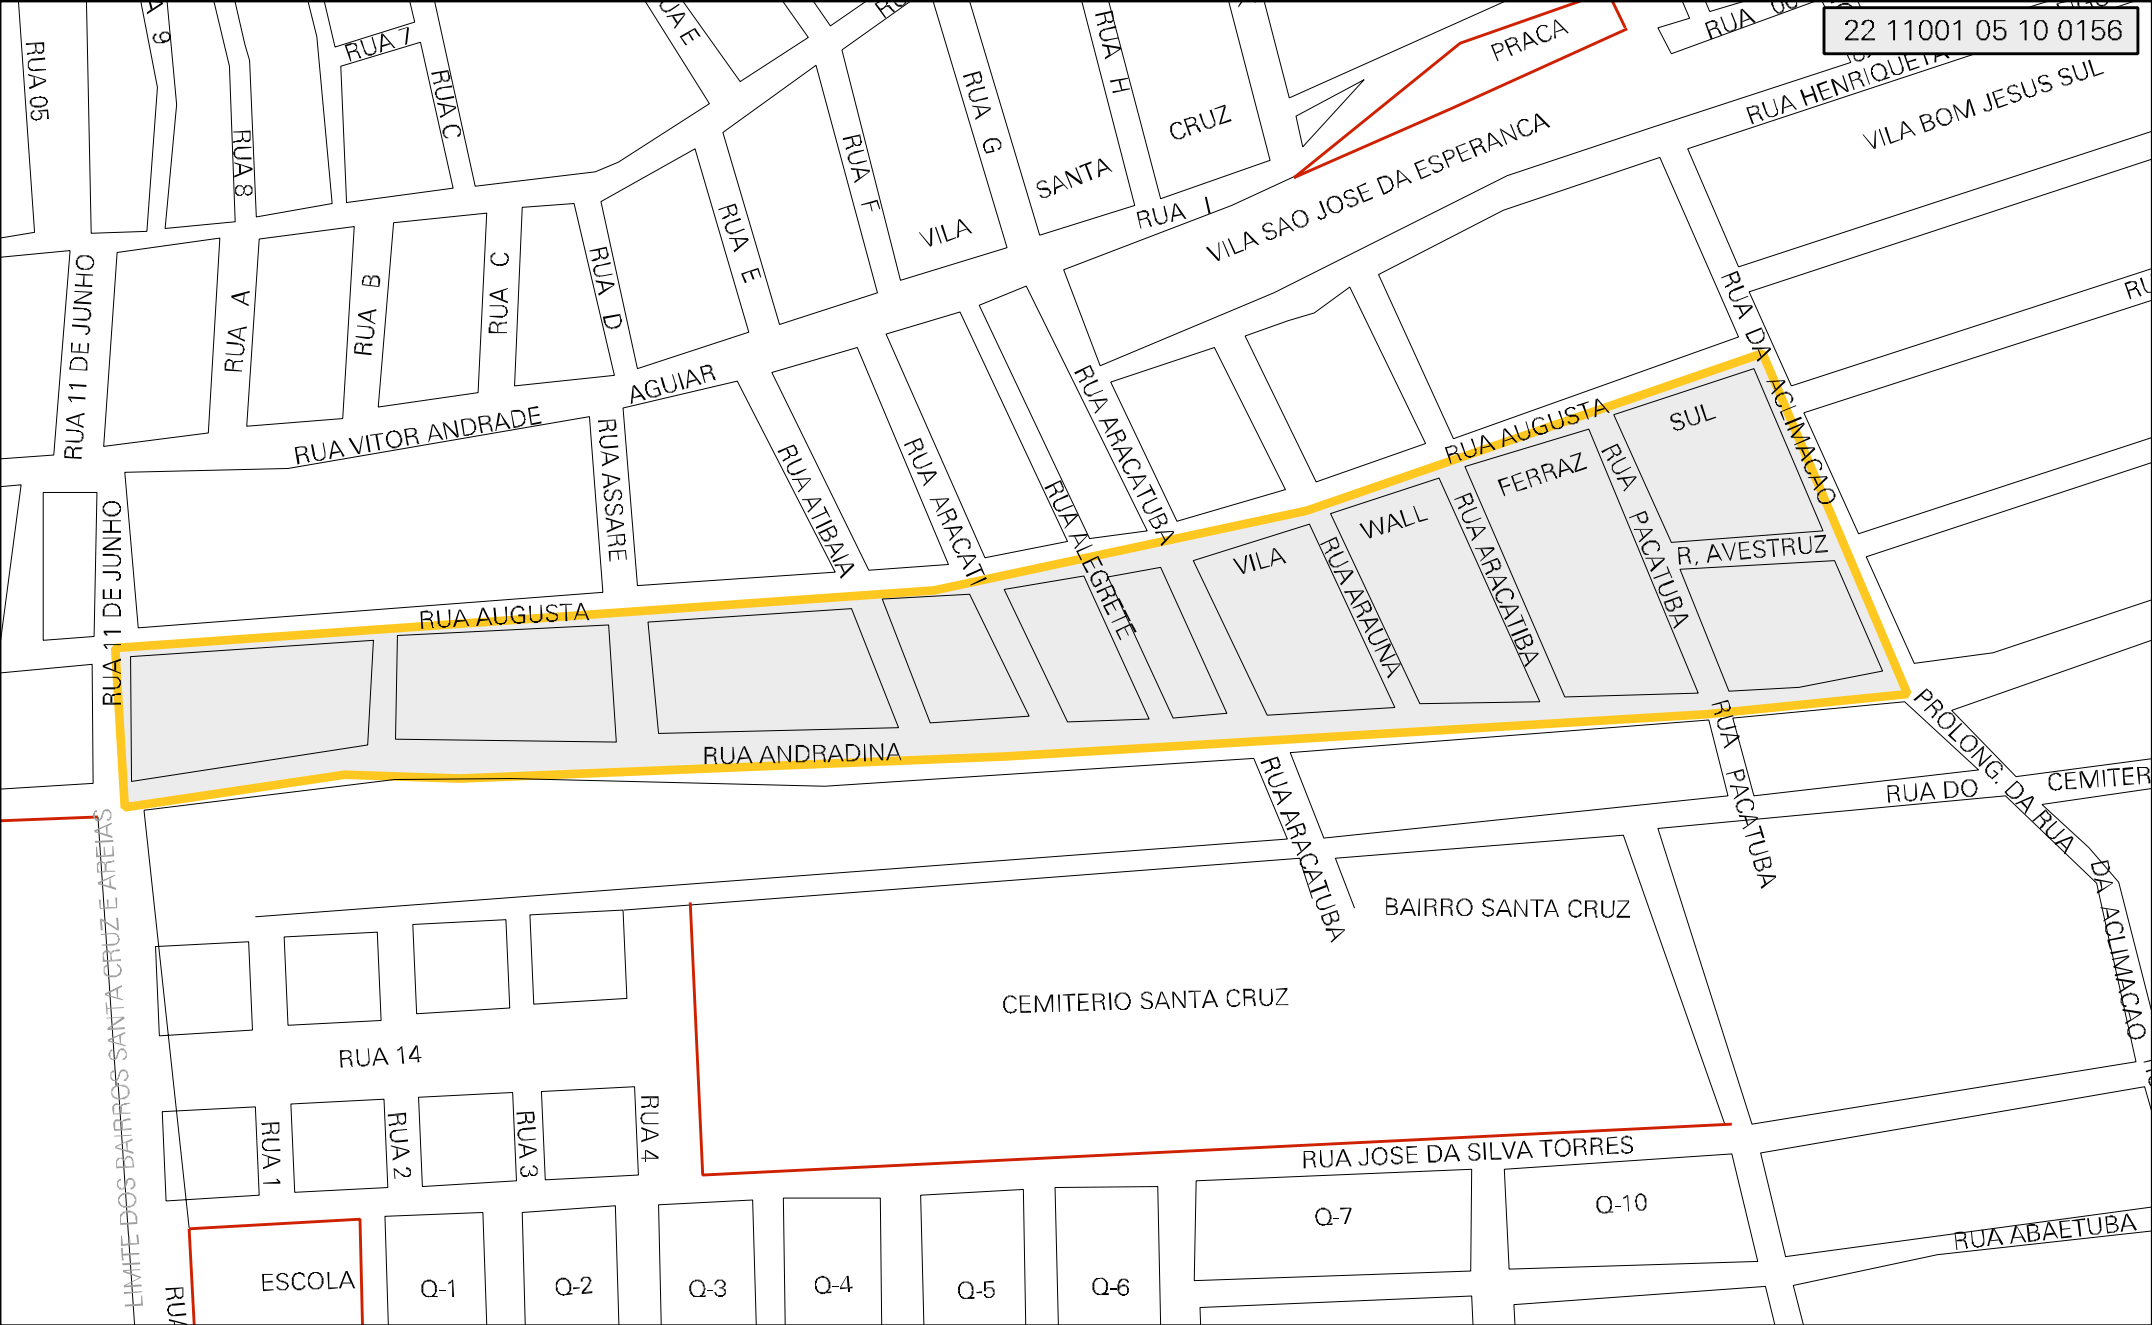 22 11001 05 10 0156
RUA 05
RUA 7
RUA C
RUA 8
RUA E
RUA F
RUA G
RUA H
CRUZ
SANTA
VILA
RUA I
PRACA
RUA
RUA HENRIQUETA
VILA BOM JESUS SUL
VILA SAO JOSE DA ESPERANCA
RUA 11 DE JUNHO
RUA A
RUA B
RUA C
RUA D
RUA DA ACLIMACAO
RUA VITOR ANDRADE AGUIAR
RUA ASSARE
RUA ATIBAIA
RUA ARACATI
RUA ALEGRETE
RUA ARACATUBA
RUA AUGUSTA
VILA WALL FERRAZ SUL
RUA ARAUNA
RUA ARACATIBA
RUA PACATUBA
R. AVESTRUZ
RUA 11 DE JUNHO
RUA AUGUSTA
RUA ANDRADINA
RUA ARACATUBA
RUA PACATUBA
PROLONG. DA RUA DA ACLIMACAO
RUA DO CEMITER
BAIRRO SANTA CRUZ
CEMITERIO SANTA CRUZ
LIMITE DOS BAIRROS SANTA CRUZ E AREIAS
RUA 14
RUA 1
RUA 2
RUA 3
RUA 4
RUA JOSE DA SILVA TORRES
Q-7
Q-10
RUA ABAETUBA
RUA
ESCOLA
Q-1
Q-2
Q-3
Q-4
Q-5
Q-6